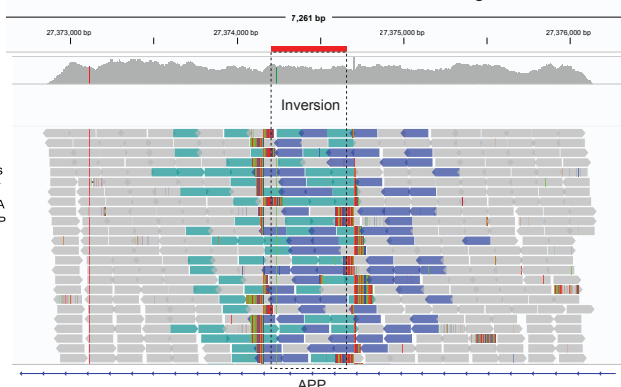 7,261 bp
27,373,000 bp 27,374,000 bp 27,375,000 bp 27,376,000 bp
Inversion
s
A
P
APP